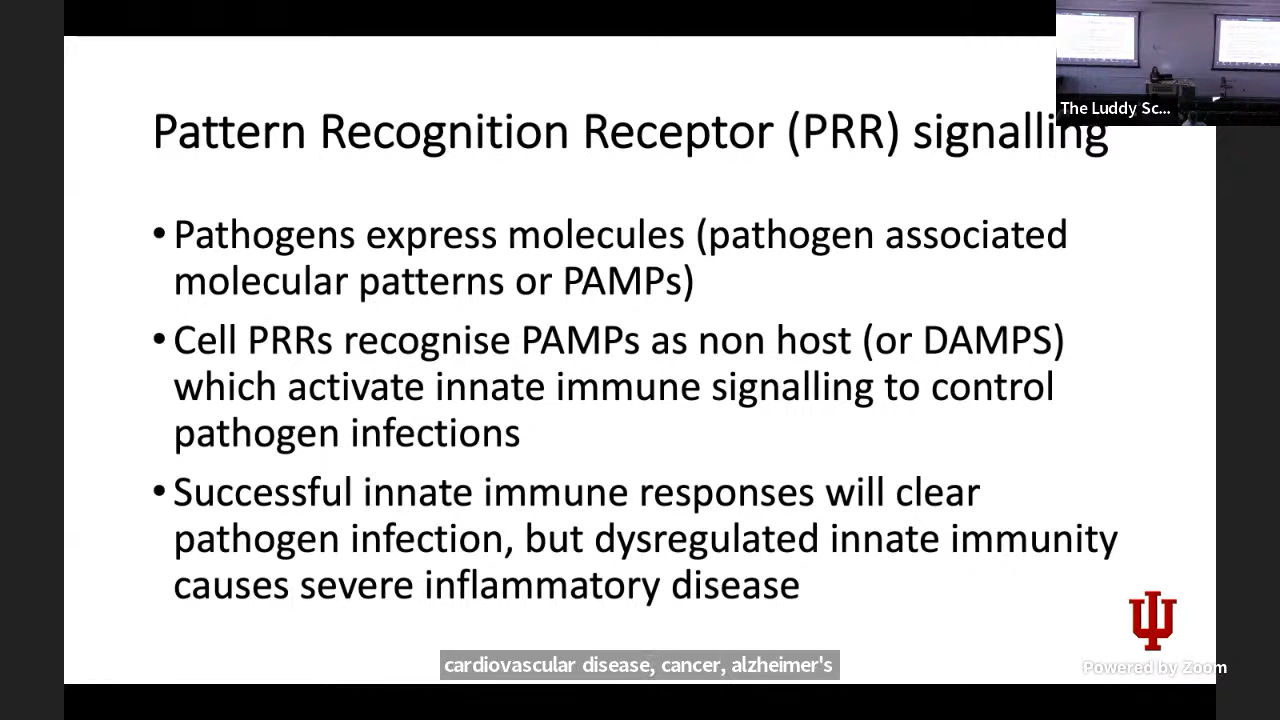 The Luddy Sc...
Pattern Recognition Receptor (PRR) signalling
• Pathogens express molecules (pathogen associated
molecular patterns or PAMPs)
• Cell PRRs recognise PAMPs as non host (or DAMPS)
which activate innate immune signalling to control
pathogen infections
• Successful innate immune responses will clear
pathogen infection, but dysregulated innate immunity
causes severe inflammatory disease
cardiovascular disease, cancer, alzheimer's
Powered by Zoom